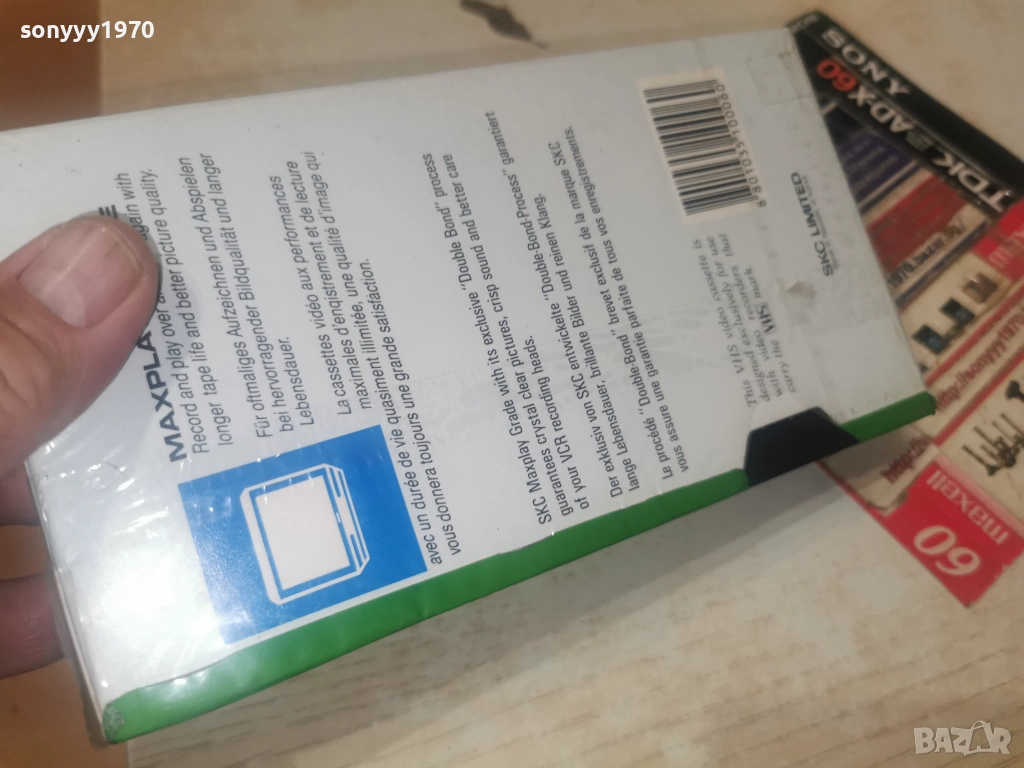 sonyyy1970
MAXPLA
Record and play over again with
longer tape life and better picture quality.
Für oftmaliges Aufzeichnen und Abspielen
bei hervorragender Bildqualität und langer
Lebensdauer.
La cassettes vidéo aux performances
maximales d'enqistrement et de lecture
illimitée, une qualité d'image qui
avec un durée de vie quasiment
vous donnera toujours une grande satisfaction.
SKC Maxplay Grade with its exclusive "Double Bond" process
guarantees crystal clear pictures, crisp sound and better care
of your VCR recording heads.
Der exklusiv von SKC entwickelte "Double-Bond-Process" garantiert
lange Lebensdauer, brillante Bilder und reinen Klang.
Le procédé "Double-Bond," brevet exclusif de la marque SKC
vous assure une garantie parfaite de tous vos enregistrements.
This VHS video cassette is
designed exclusively for use
with video recorders that
carry the VHS mark.
SKC LIMITED
TDK
ADX60
SONY
60
maxell
BAZAR